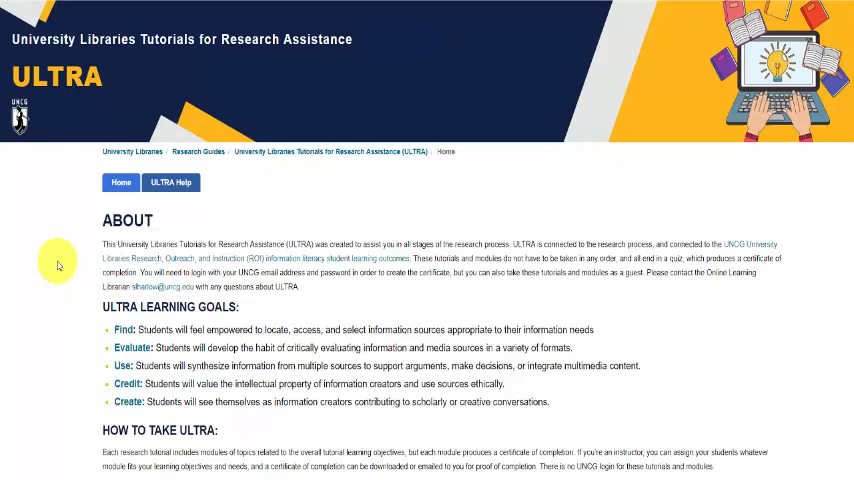 University Libraries Tutorials for Research Assistance
ULTRA
UNCG
University Libraries / Research Guides / University Libraries Tutorials for Research Assistance (ULTRA) / Home
Home ULTRA Help
ABOUT
This University Libraries Tutorials for Research Assistance (ULTRA) was created to assist you in all stages of the research process. ULTRA is connected to the research process, and connected to the UNCG University
Libraries Research, Outreach, and Instruction (ROI) information literacy student learning outcomes. These tutorials and modules do not have to be taken in any order, and all end in a quiz, which produces a certificate of
completion. You will need to login with your UNCG email address and password in order to create the certificate, but you can also take these tutorials and modules as a guest. Please contact the Online Learning
Librarian slharlow@uncg.edu with any questions about ULTRA.
ULTRA LEARNING GOALS:
Find: Students will feel empowered to locate, access, and select information sources appropriate to their information needs
Evaluate: Students will develop the habit of critically evaluating information and media sources in a variety of formats.
Use: Students will synthesize information from multiple sources to support arguments, make decisions, or integrate multimedia content.
Credit: Students will value the intellectual property of information creators and use sources ethically.
Create: Students will see themselves as information creators contributing to scholarly or creative conversations.
HOW TO TAKE ULTRA:
Each research tutorial includes modules of topics related to the overall tutorial learning objectives, but each module produces a certificate of completion. If you're an instructor, you can assign your students whatever
module fits your learning objectives and needs, and a certificate of completion can be downloaded or emailed to you for proof of completion. There is no UNCG login for these tutorials and modules.